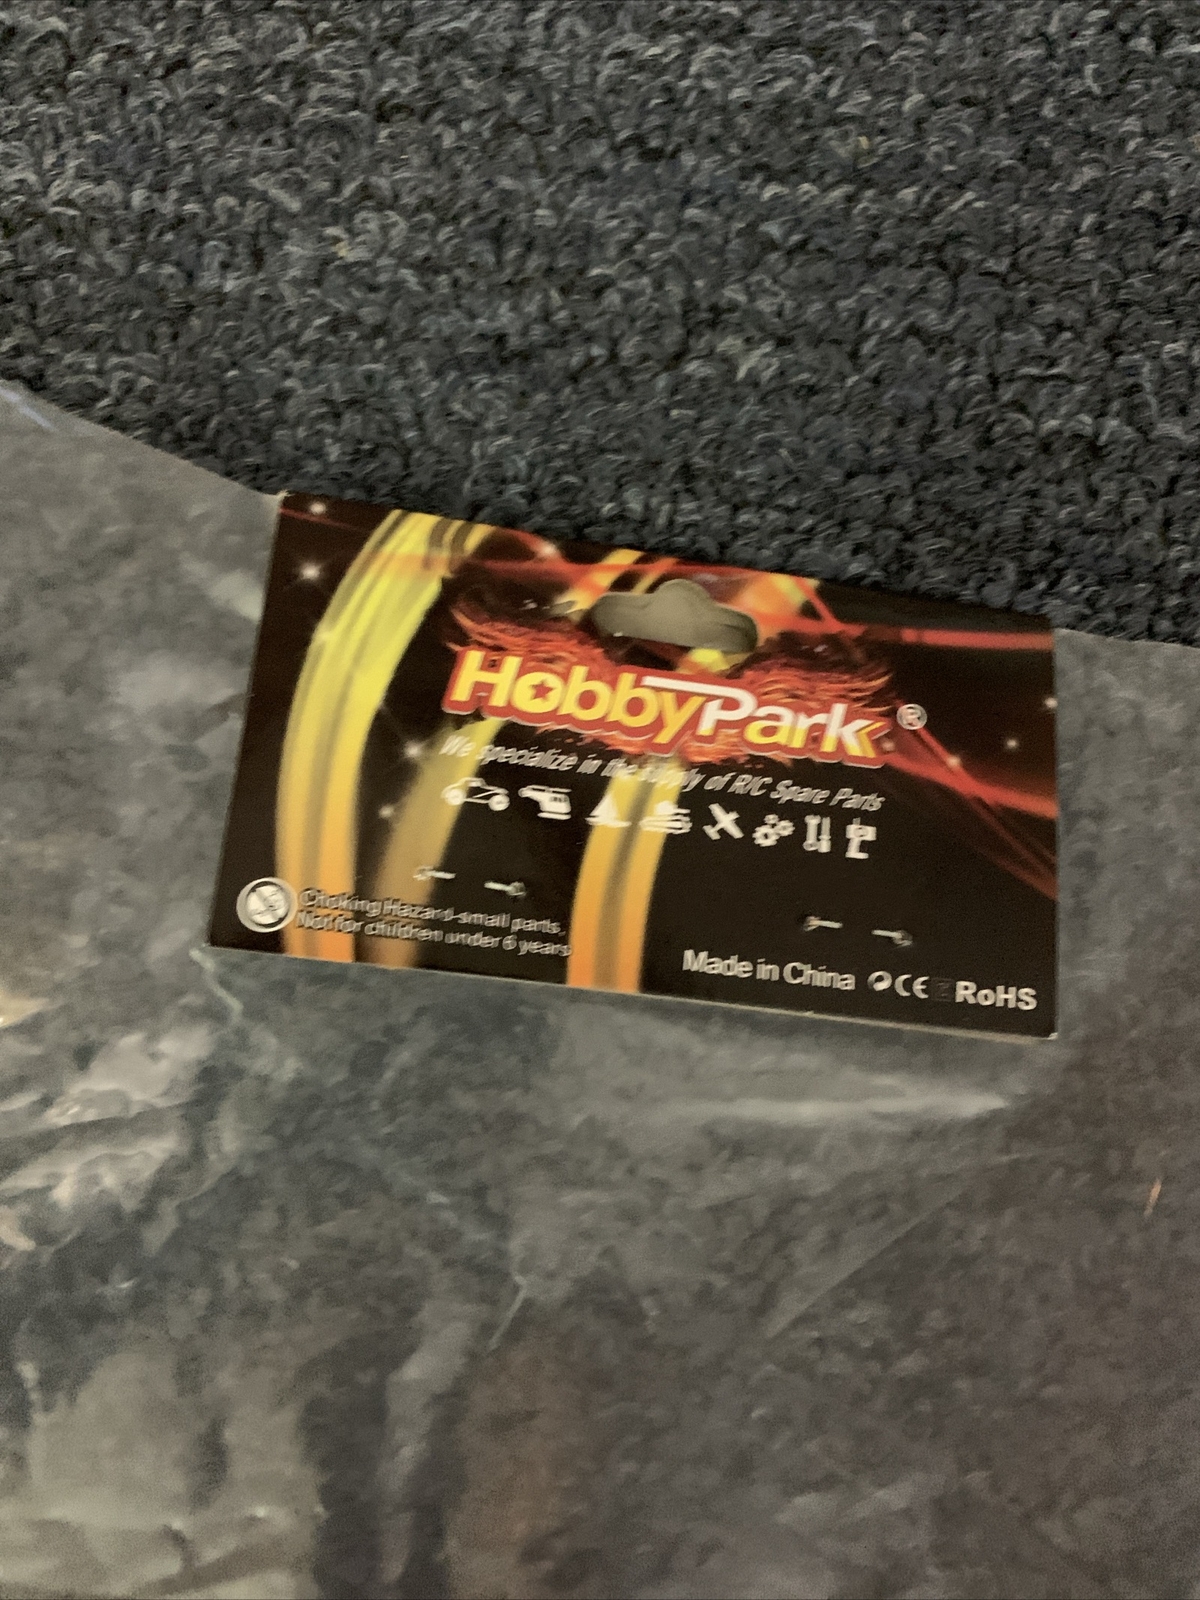 HobbyPark®
We specialize in the supply of R/C Spare Parts
Choking Hazard-small parts.
Not for children under 6 years
Made in China CE RoHS